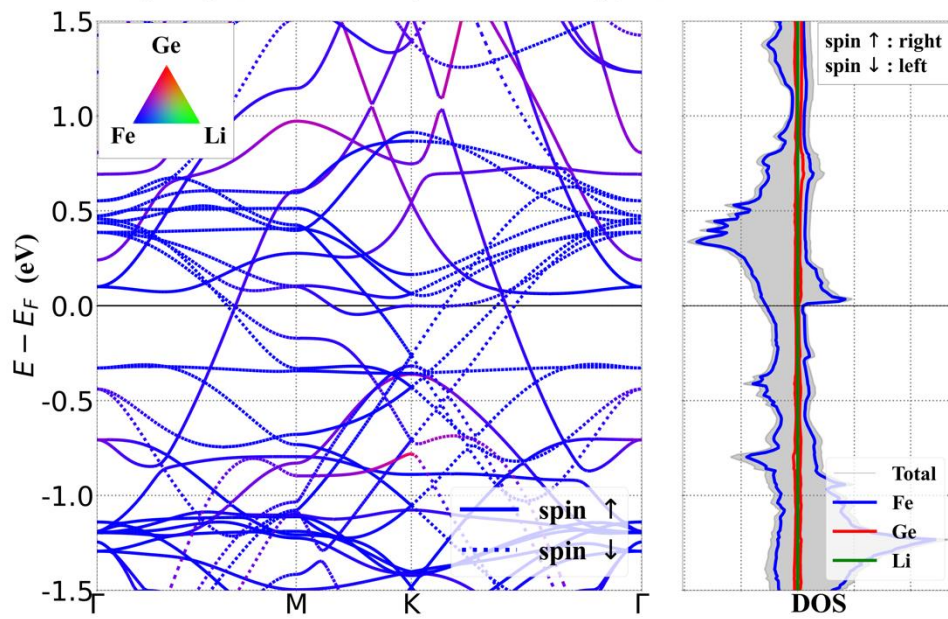 Ge
Fe
Li
E − E_F (eV)
1.5
1.0
0.5
0.0
-0.5
-1.0
-1.5
Γ
M
K
Γ
spin ↑
spin ↓
spin ↑ : right
spin ↓ : left
Total
Fe
Ge
Li
DOS